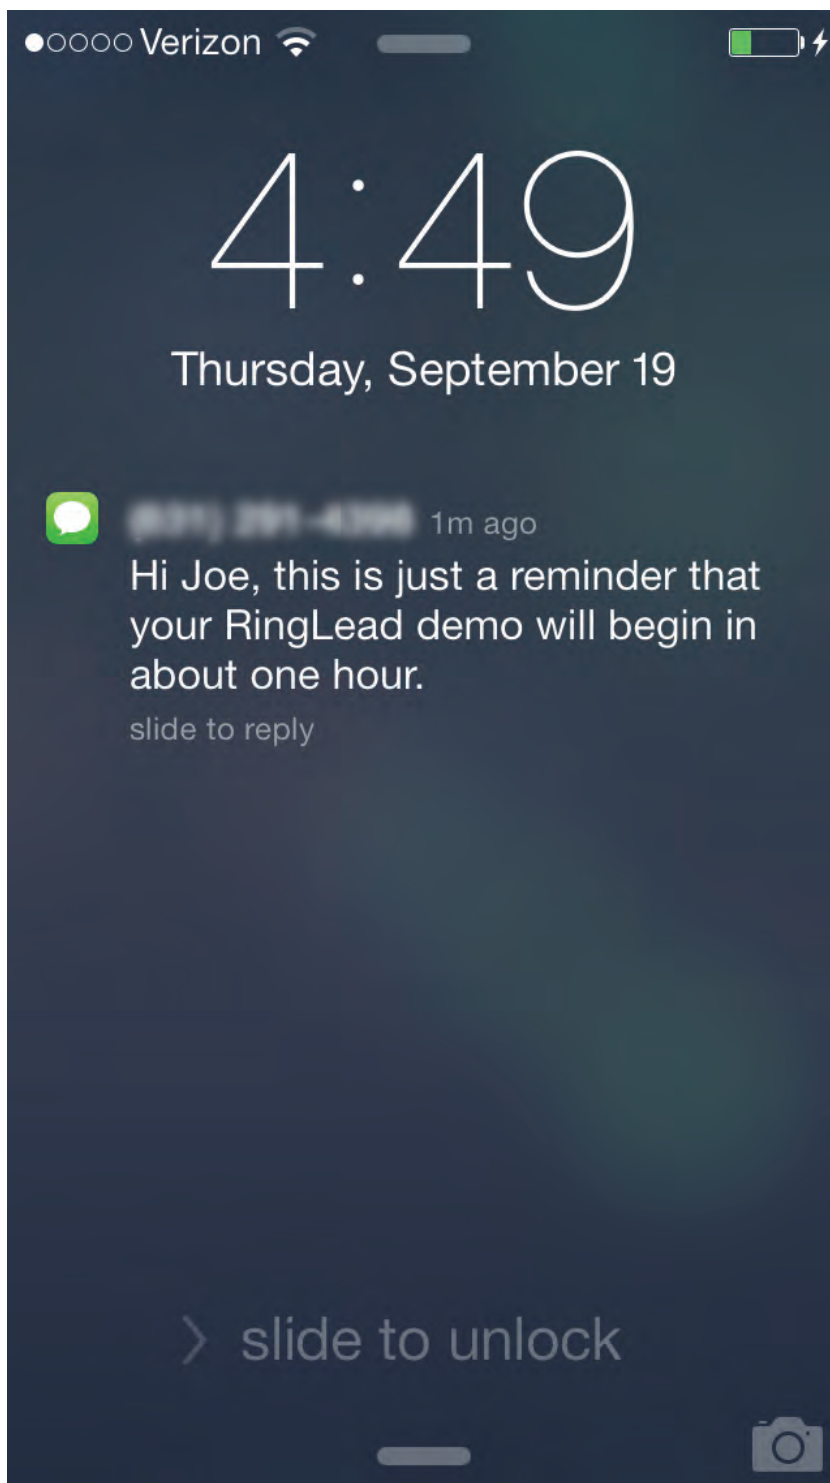 Verizon
4:49
Thursday, September 19
1m ago
Hi Joe, this is just a reminder that
your RingLead demo will begin in
about one hour.
slide to reply
slide to unlock